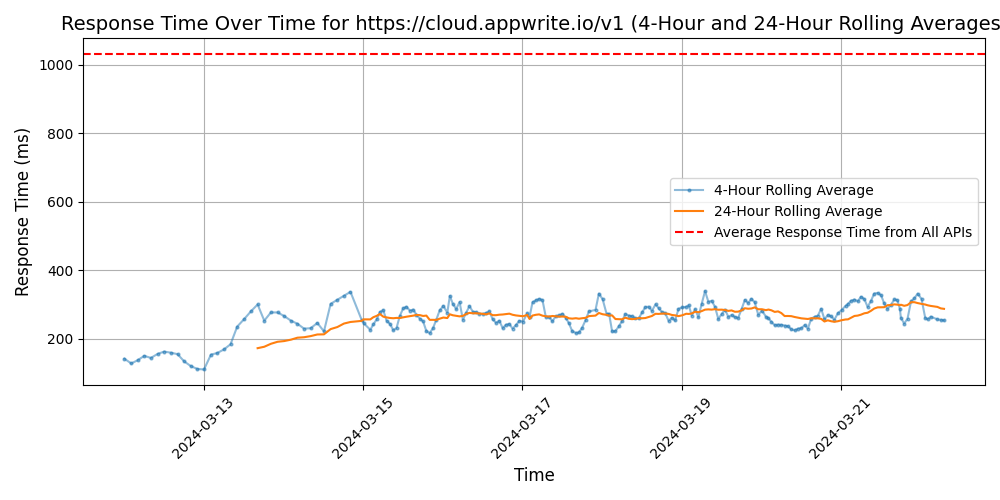 Response Time Over Time for https://cloud.appwrite.io/v1 (4-Hour and 24-Hour Rolling Averages
1000
800
600
400
200
Response Time (ms)
4-Hour Rolling Average
24-Hour Rolling Average
Average Response Time from All APIs
2024-03-13
2024-03-15
2024-03-17
2024-03-19
2024-03-21
Time